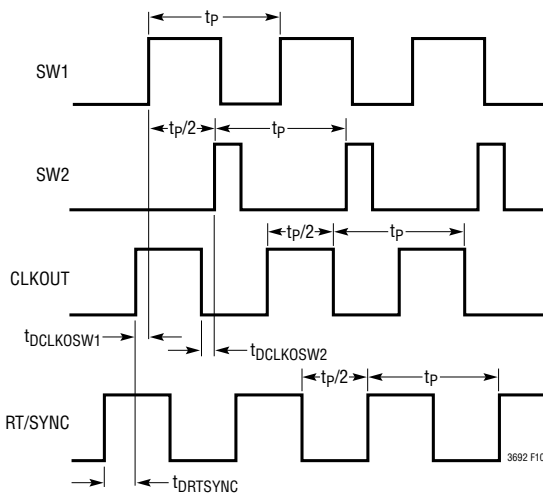 tP
SW1
tP/2
tP
SW2
tP/2
tP
CLKOUT
tDCLKOSW1
tDCLKOSW2
tP/2
tP
RT/SYNC
3692 F10
tDRTSYNC